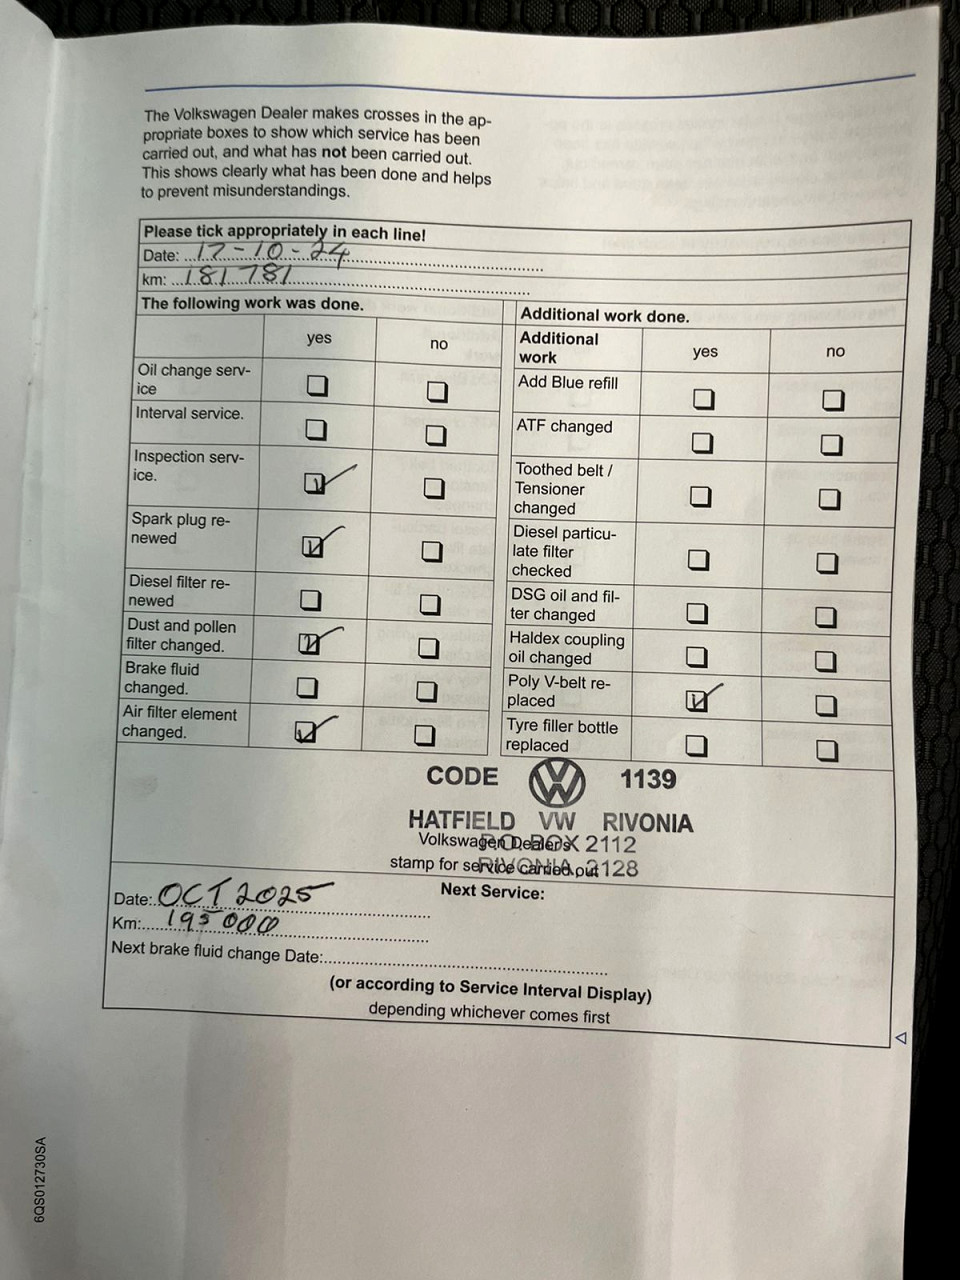 The Volkswagen Dealer makes crosses in the ap-
propriate boxes to show which service has been
carried out, and what has not been carried out.
This shows clearly what has been done and helps
to prevent misunderstandings.
Please tick appropriately in each line!
Date: 17-10-24
km: 181 781
The following work was done.
yes
no
Oil change serv-
ice
Interval service.
Inspection serv-
ice.
Spark plug re-
newed
Diesel filter re-
newed
Dust and pollen
filter changed.
Brake fluid
changed.
Air filter element
changed.
Additional work done.
Additional
work
yes
no
Add Blue refill
ATF changed
Toothed belt /
Tensioner
changed
Diesel particu-
late filter
checked
DSG oil and fil-
ter changed
Haldex coupling
oil changed
Poly V-belt re-
placed
Tyre filler bottle
replaced
CODE VW 1139
HATFIELD VW RIVONIA
Volkswagen Dealer's
P.O. BOX 2112
stamp for service carried out
RIVONIA 2128
Next Service:
Date: OCT 2025
Km: 195 000
Next brake fluid change Date:
(or according to Service Interval Display)
depending whichever comes first
6QS012730SA